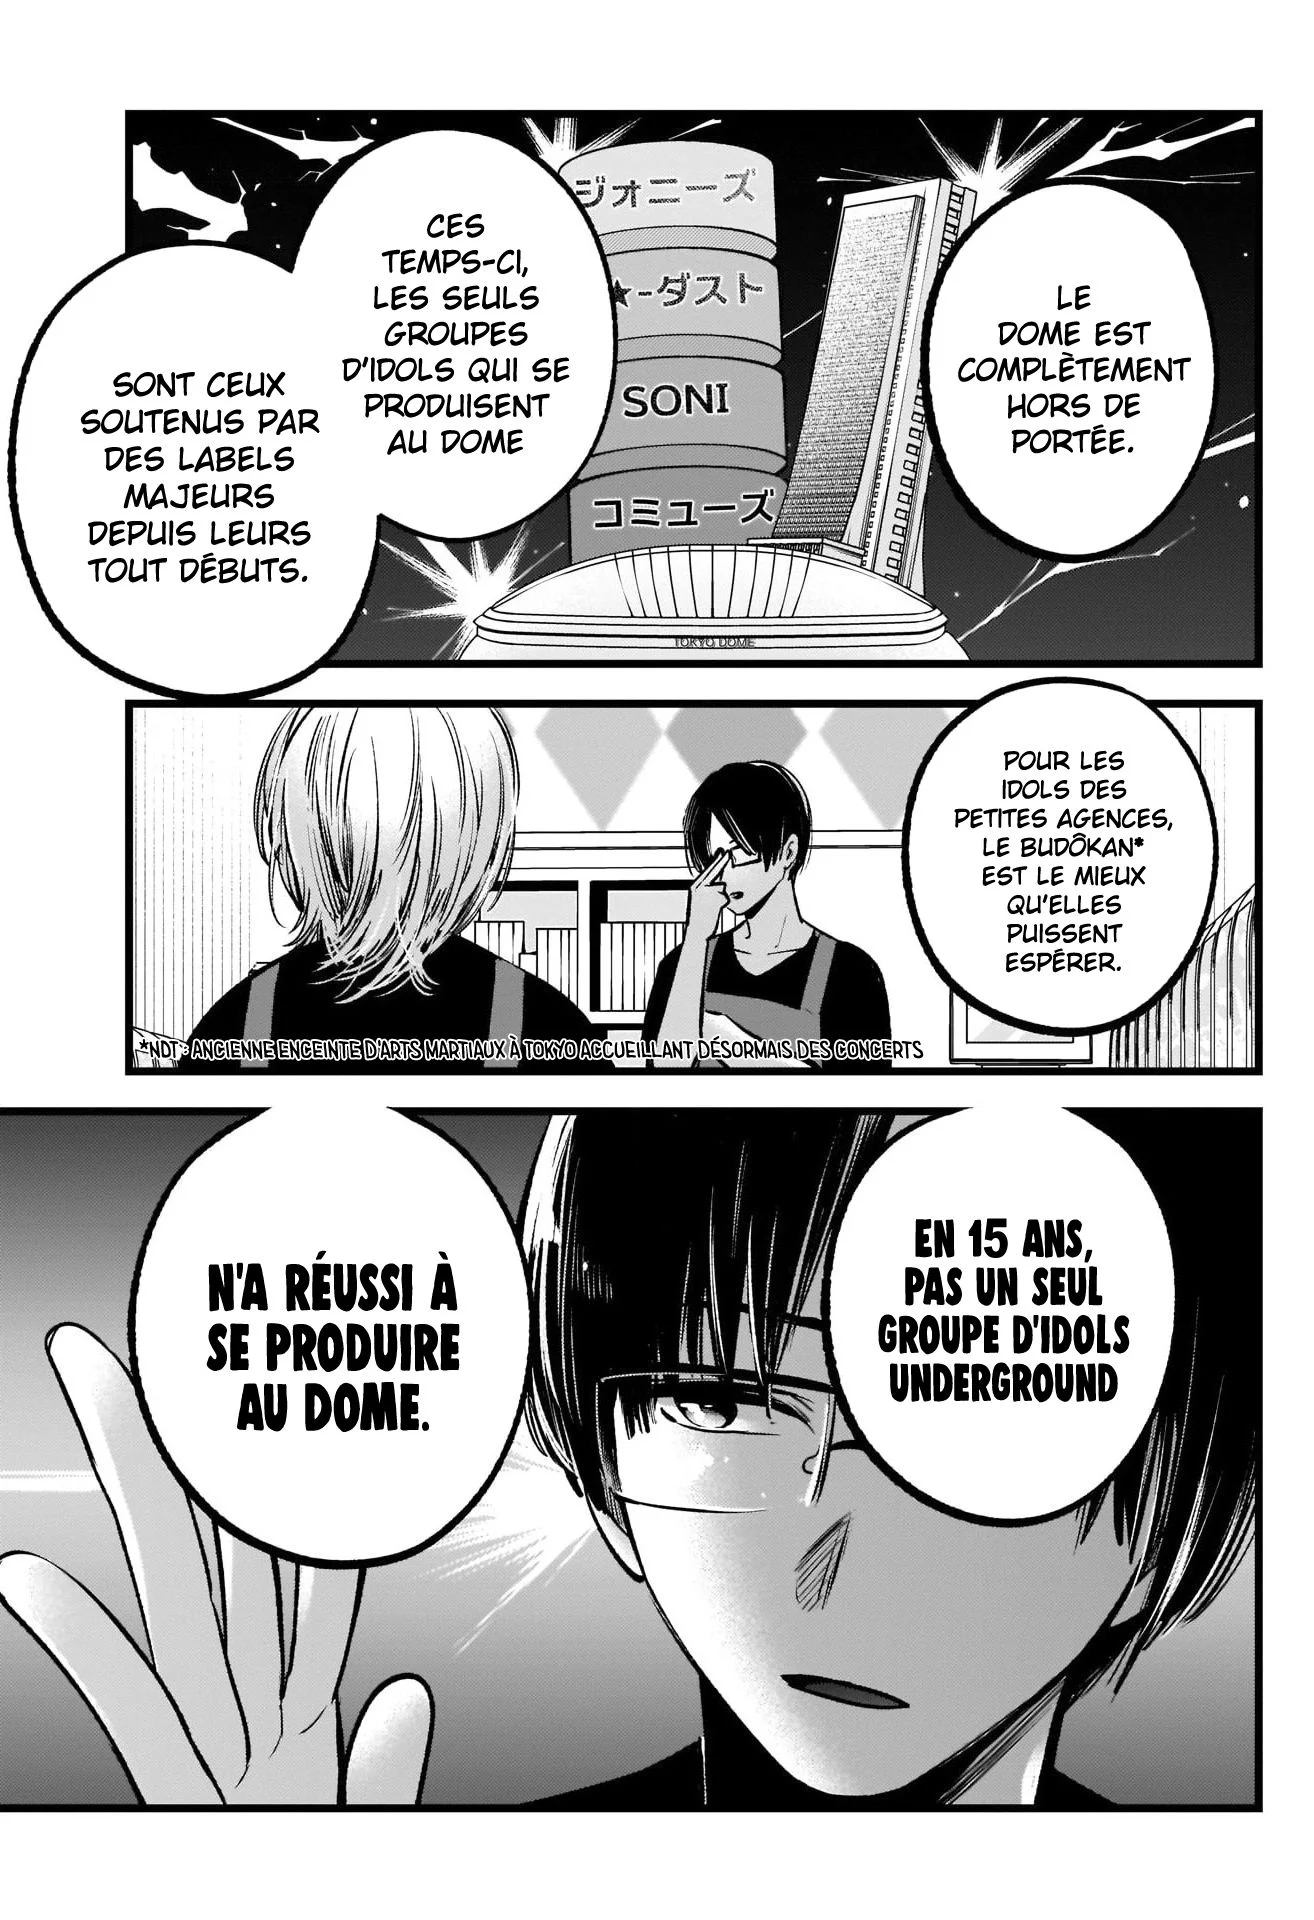 LE
DOME EST
COMPLÈTEMENT
HORS DE
PORTÉE.
CES
TEMPS-CI,
LES SEULS
GROUPES
D'IDOLS QUI SE
PRODUISENT
AU DOME
SONT CEUX
SOUTENUS PAR
DES LABELS
MAJEURS
DEPUIS LEURS
TOUT DÉBUTS.
ジォニーズ
★-ダスト
SONI
コミューズ
TOKYO DOME
POUR LES
IDOLS DES
PETITES AGENCES,
LE BUDÔKAN*
EST LE MIEUX
QU'ELLES
PUISSENT
ESPÉRER.
*NDT: ANCIENNE ENCEINTE D'ARTS MARTIAUX À TOKYO ACCUEILLANT DÉSORMAIS DES CONCERTS
EN 15 ANS,
PAS UN SEUL
GROUPE D'IDOLS
UNDERGROUND
N'A RÉUSSI À
SE PRODUIRE
AU DOME.